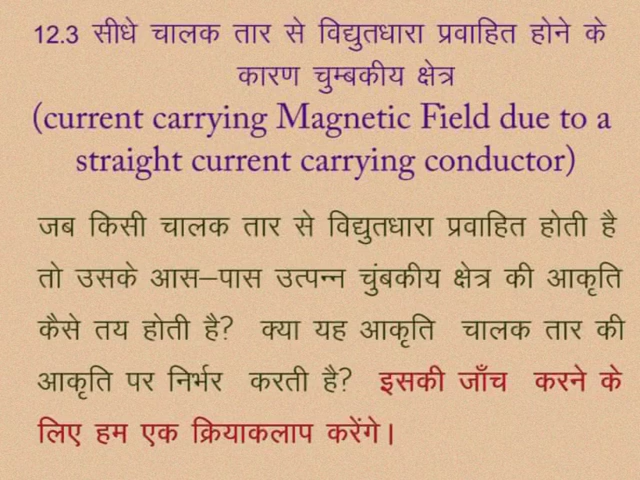 12.3 सीधे चालक तार से विद्युतधारा प्रवाहित होने के
कारण चुम्बकीय क्षेत्र
(current carrying Magnetic Field due to a
straight current carrying conductor)
जब किसी चालक तार से विद्युतधारा प्रवाहित होती है
तो उसके आस–पास उत्पन्न चुंबकीय क्षेत्र की आकृति
कैसे तय होती है? क्या यह आकृति चालक तार की
आकृति पर निर्भर करती है? इसकी जाँच करने के
लिए हम एक क्रियाकलाप करेंगे।